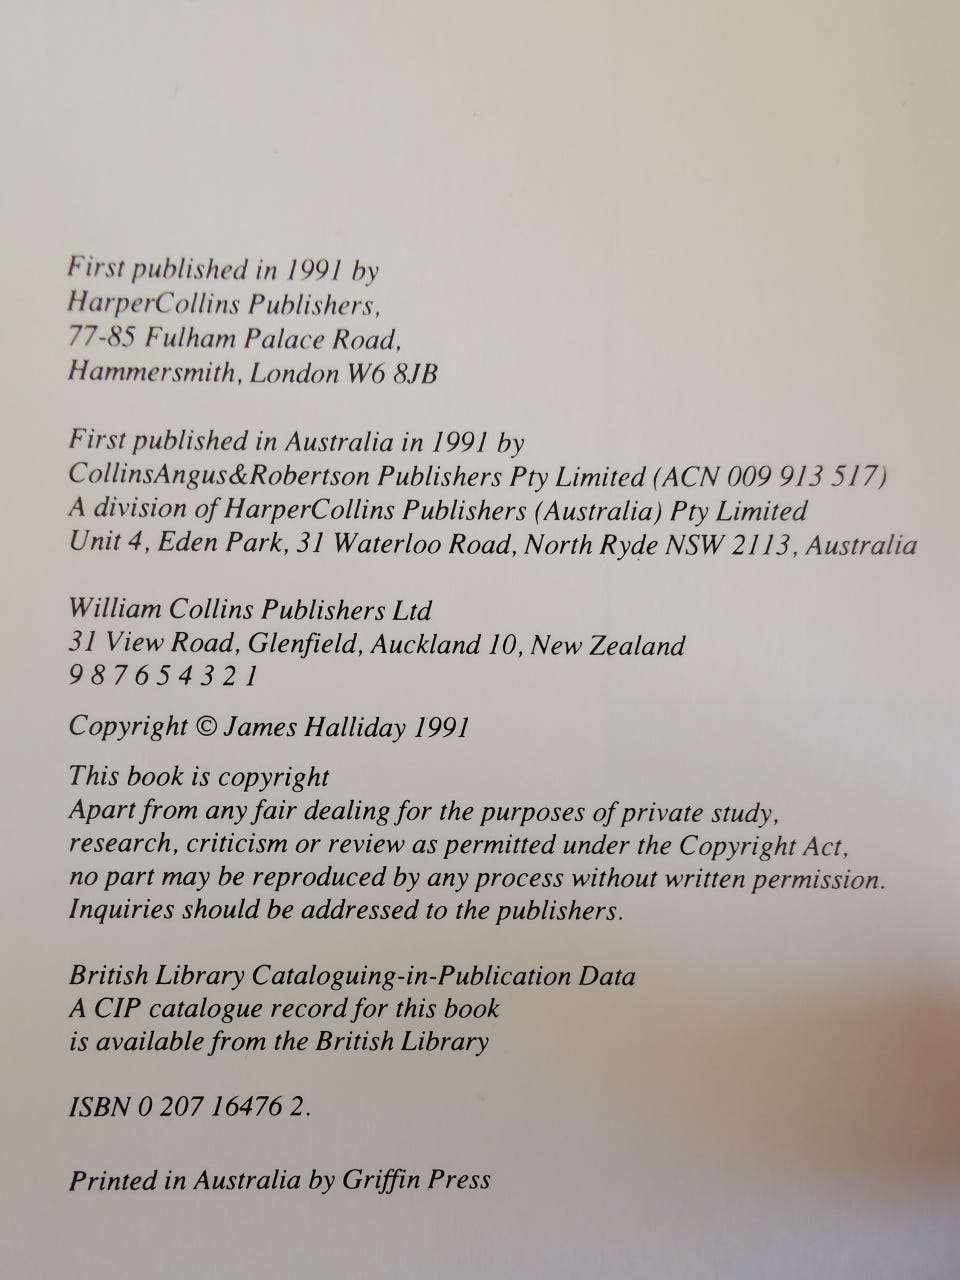 First published in 1991 by
HarperCollins Publishers,
77-85 Fulham Palace Road,
Hammersmith, London W6 8JB
First published in Australia in 1991 by
CollinsAngus&Robertson Publishers Pty Limited (ACN 009 913 517)
A division of HarperCollins Publishers (Australia) Pty Limited
Unit 4, Eden Park, 31 Waterloo Road, North Ryde NSW 2113, Australia
William Collins Publishers Ltd
31 View Road, Glenfield, Auckland 10, New Zealand
9 8 7 6 5 4 3 2 1
Copyright © James Halliday 1991
This book is copyright
Apart from any fair dealing for the purposes of private study,
research, criticism or review as permitted under the Copyright Act,
no part may be reproduced by any process without written permission.
Inquiries should be addressed to the publishers.
British Library Cataloguing-in-Publication Data
A CIP catalogue record for this book
is available from the British Library
ISBN 0 207 16476 2.
Printed in Australia by Griffin Press